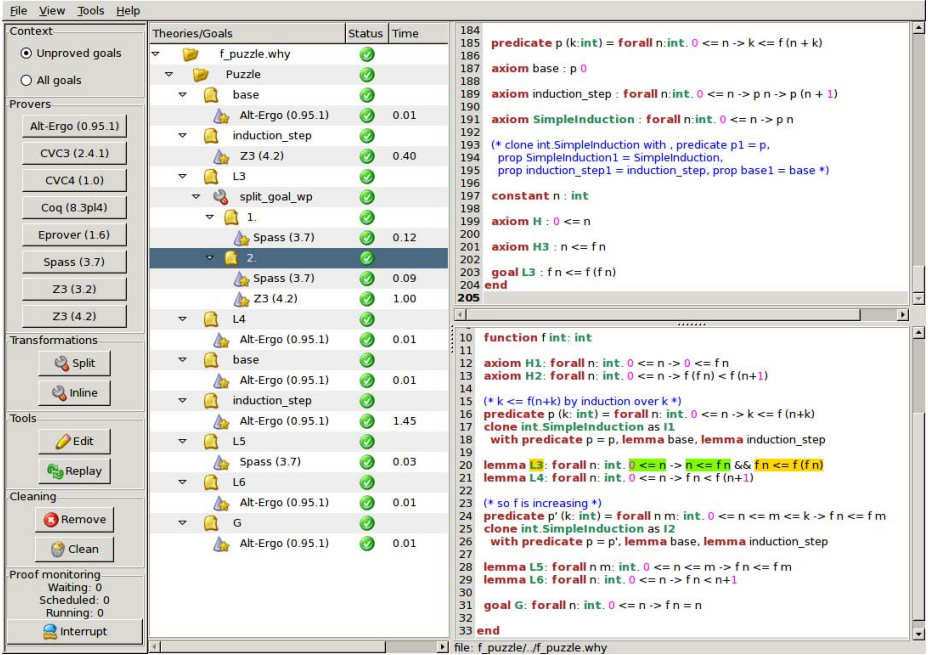 File View Tools Help
Context
Unproved goals
All goals
Provers
Alt-Ergo (0.95.1)
CVC3 (2.4.1)
CVC4 (1.0)
Coq (8.3pl4)
Eprover (1.6)
Spass (3.7)
Z3 (3.2)
Z3 (4.2)
Transformations
Split
Inline
Tools
Edit
Replay
Cleaning
Remove
Clean
Proof monitoring
Waiting: 0
Scheduled: 0
Running: 0
Interrupt
Theories/Goals Status Time
f_puzzle.why
Puzzle
base
Alt-Ergo (0.95.1) 0.01
induction_step
Z3 (4.2) 0.40
L3
split_goal_wp
1.
Spass (3.7) 0.12
2.
Spass (3.7) 0.09
Z3 (4.2) 1.00
L4
Alt-Ergo (0.95.1) 0.01
base
Alt-Ergo (0.95.1) 0.01
induction_step
Alt-Ergo (0.95.1) 1.45
L5
Spass (3.7) 0.03
L6
Alt-Ergo (0.95.1) 0.01
G
Alt-Ergo (0.95.1) 0.01
184
185 predicate p (k:int) = forall n:int. 0 <= n -> k <= f (n + k)
186
187 axiom base : p 0
188
189 axiom induction_step : forall n:int. 0 <= n -> p n -> p (n + 1)
190
191 axiom SimpleInduction : forall n:int. 0 <= n -> p n
192
193 (* clone int.SimpleInduction with , predicate p1 = p,
194 prop SimpleInduction1 = SimpleInduction,
195 prop induction_step1 = induction_step, prop base1 = base *)
196
197 constant n : int
198
199 axiom H : 0 <= n
200
201 axiom H3 : n <= f n
202
203 goal L3 : f n <= f (f n)
204 end
205
10 function f int: int
11
12 axiom H1: forall n: int. 0 <= n -> 0 <= f n
13 axiom H2: forall n: int. 0 <= n -> f (f n) < f (n+1)
14
15 (* k <= f(n+k) by induction over k *)
16 predicate p (k: int) = forall n: int. 0 <= n -> k <= f (n+k)
17 clone int.SimpleInduction as I1
18 with predicate p = p, lemma base, lemma induction_step
19
20 lemma L3: forall n: int. 0 <= n -> n <= f n && f n <= f (f n)
21 lemma L4: forall n: int. 0 <= n -> f n < f (n+1)
22
23 (* so f is increasing *)
24 predicate p' (k: int) = forall n m: int. 0 <= n <= m <= k -> f n <= f m
25 clone int.SimpleInduction as I2
26 with predicate p = p', lemma base, lemma induction_step
27
28 lemma L5: forall n m: int. 0 <= n <= m -> f n <= f m
29 lemma L6: forall n: int. 0 <= n -> f n < n+1
30
31 goal G: forall n: int. 0 <= n -> f n = n
32
33 end
file: f_puzzle/../f_puzzle.why